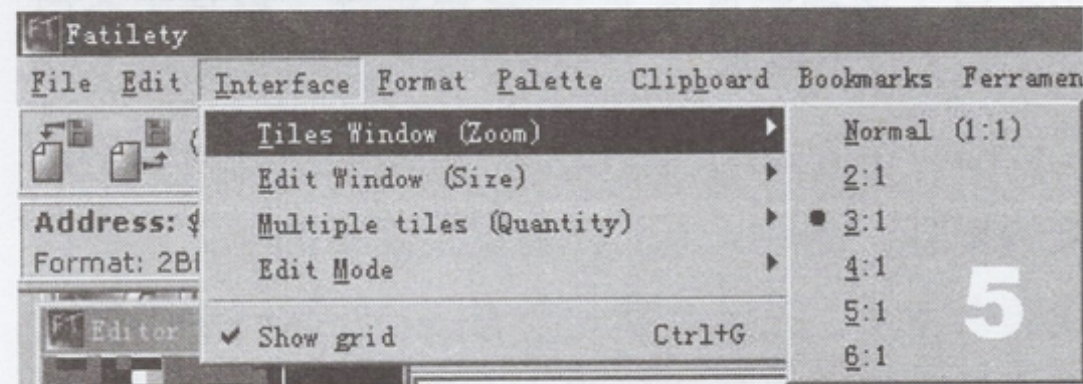 FT Fatilety
File Edit Interface Format Palette Clipboard Bookmarks Ferramen
Tiles Window (Zoom)
Edit Window (Size)
Multiple tiles (Quantity)
Edit Mode
Show grid Ctrl+G
Normal (1:1)
2:1
3:1
4:1
5:1
6:1
Address: $
Format: 2B
FT Editor
5